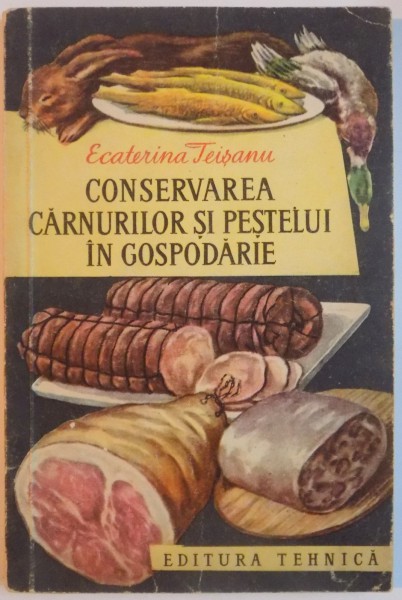 Ecaterina Teișanu
CONSERVAREA
CĂRNURILOR ȘI PEȘTELUI
ÎN GOSPODĂRIE
EDITURA TEHNICĂ